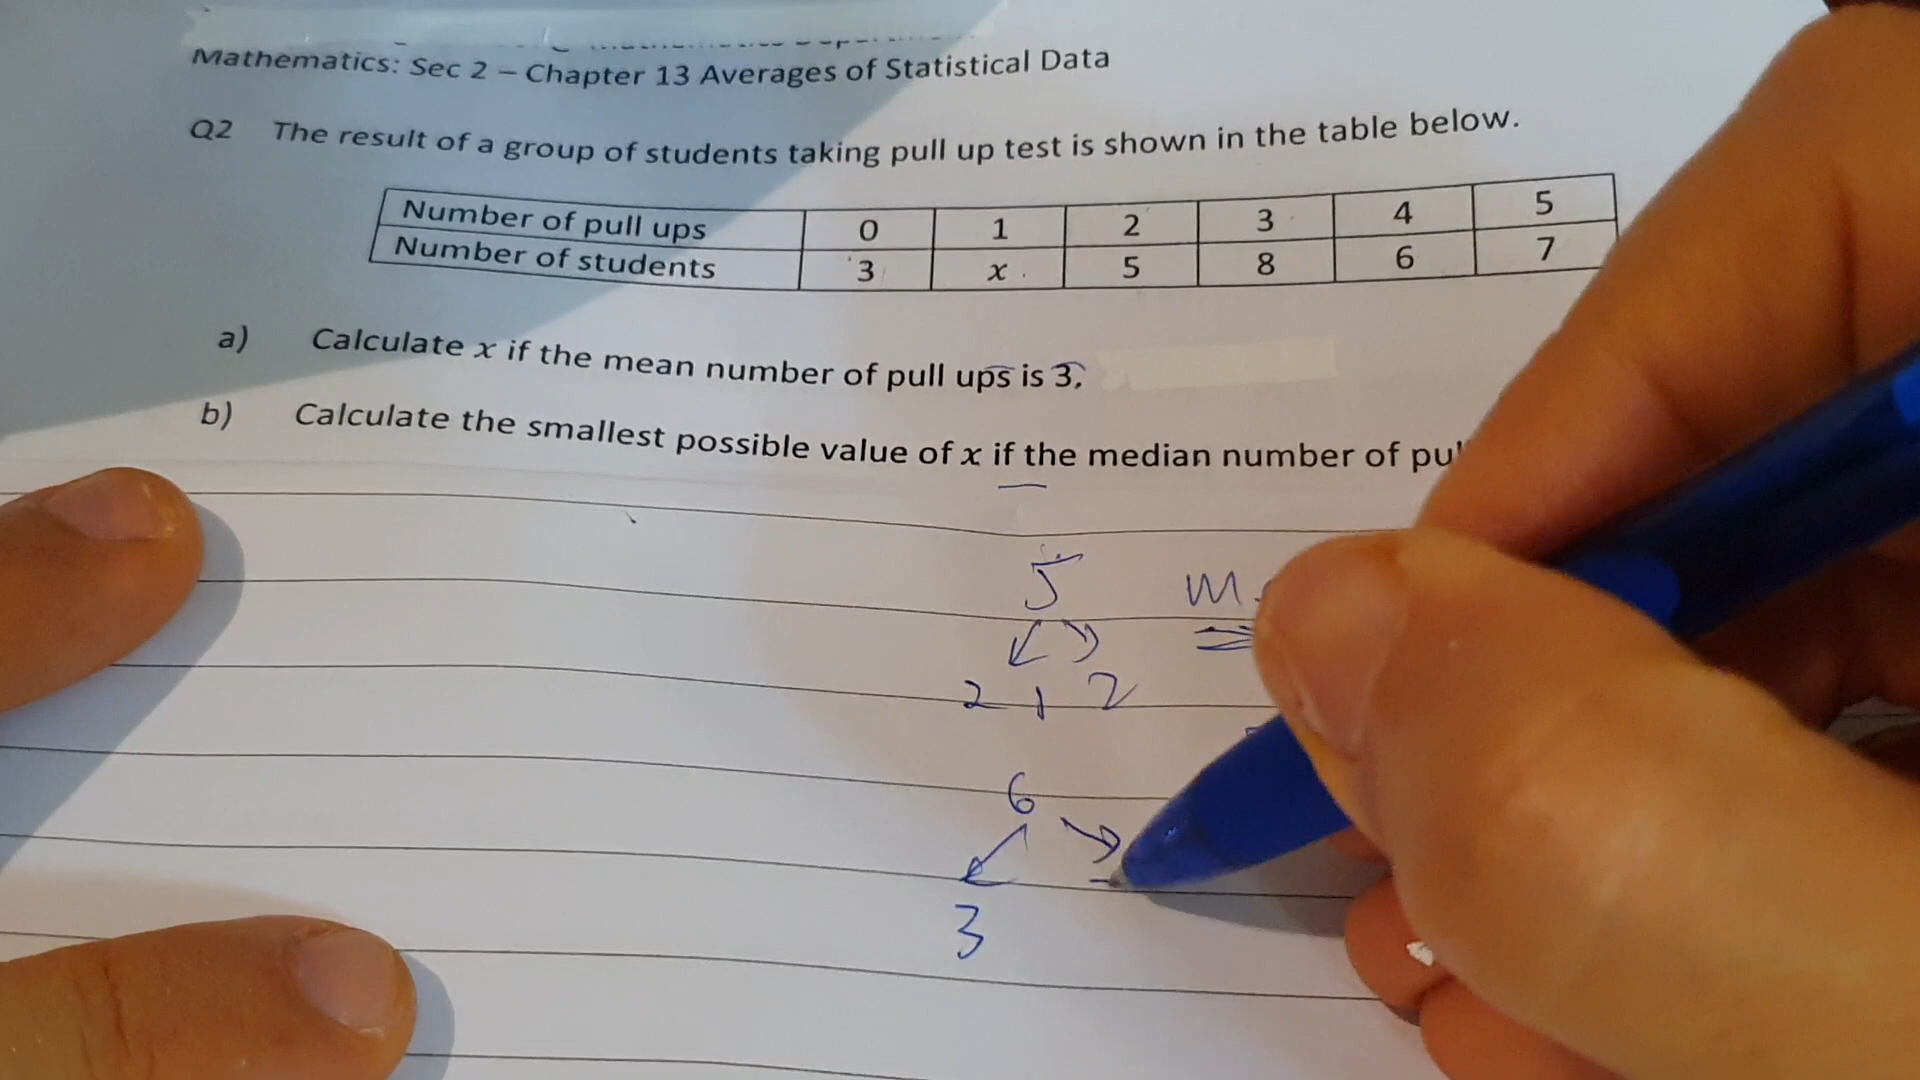 Mathematics: Sec 2 – Chapter 13 Averages of Statistical Data
Q2 The result of a group of students taking pull up test is shown in the table below.
Number of pull ups 0 1 2 3 4 5
Number of students 3 x 5 8 6 7
a) Calculate x if the mean number of pull ups is 3.
b) Calculate the smallest possible value of x if the median number of
5
2 1 2
6
3